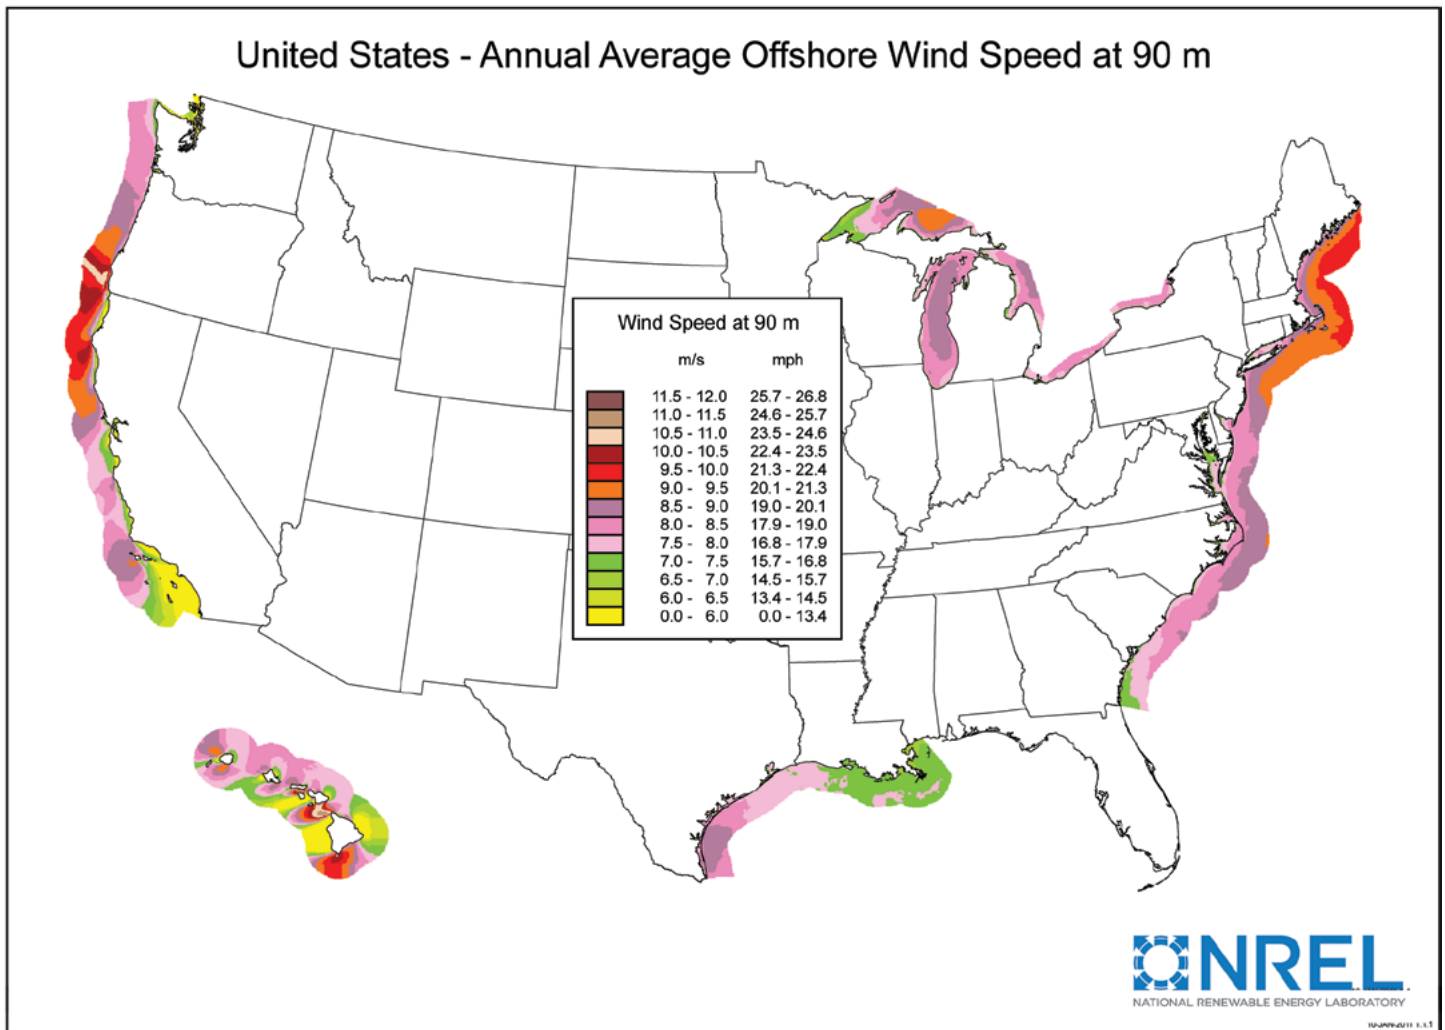 United States - Annual Average Offshore Wind Speed at 90 m
Wind Speed at 90 m
m/s mph
11.5 - 12.0 25.7 - 26.8
11.0 - 11.5 24.6 - 25.7
10.5 - 11.0 23.5 - 24.6
10.0 - 10.5 22.4 - 23.5
9.5 - 10.0 21.3 - 22.4
9.0 - 9.5 20.1 - 21.3
8.5 - 9.0 19.0 - 20.1
8.0 - 8.5 17.9 - 19.0
7.5 - 8.0 16.8 - 17.9
7.0 - 7.5 15.7 - 16.8
6.5 - 7.0 14.5 - 15.7
6.0 - 6.5 13.4 - 14.5
0.0 - 6.0 0.0 - 13.4
NREL
NATIONAL RENEWABLE ENERGY LABORATORY